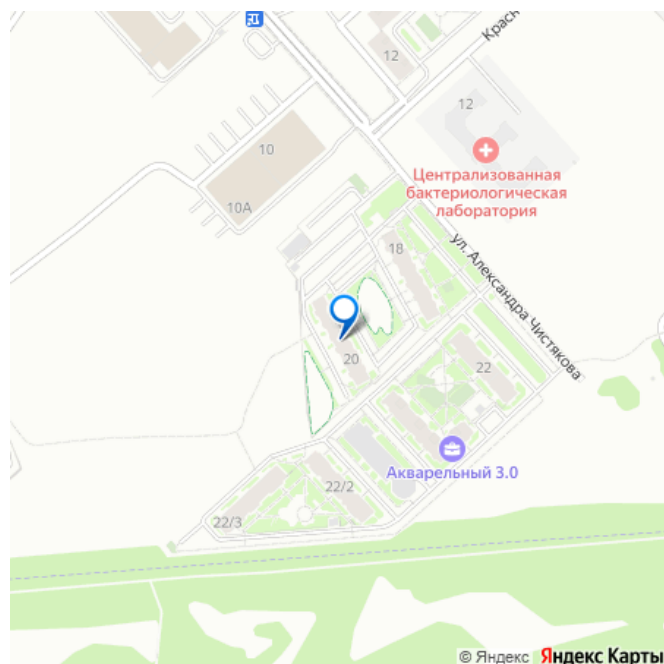 12
Красн
12
10
Централизованная
бактериологическая
лаборатория
10А
18
ул. Александра Чистякова
20
22
Акварельный 3.0
22/2
22/3
© Яндекс Яндекс Карты